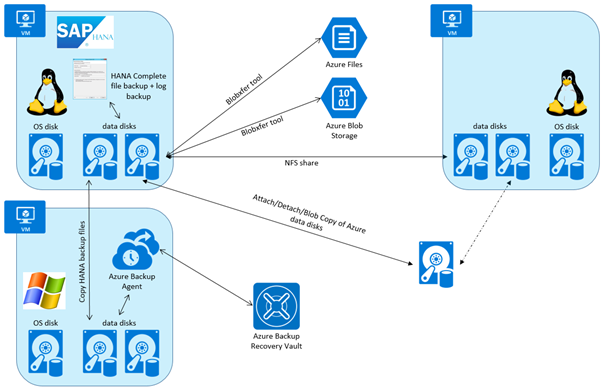 VM
SAP HANA
HANA Complete
file backup + log
backup
OS disk
data disks
Blobxfer tool
Blobxfer tool
Azure Files
10
01
Azure Blob
Storage
NFS share
VM
data disks
OS disk
Attach/Detach/Blob Copy of Azure
data disks
Copy HANA backup files
VM
Azure Backup
Agent
OS disk
data disks
Azure Backup
Recovery Vault